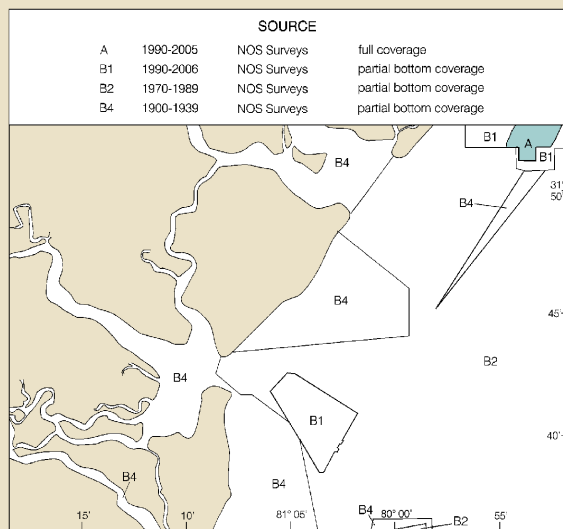 SOURCE
A 1990-2005 NOS Surveys full coverage
B1 1990-2006 NOS Surveys partial bottom coverage
B2 1970-1989 NOS Surveys partial bottom coverage
B4 1900-1939 NOS Surveys partial bottom coverage
B1
A
B1
B4
31°
50'
B4
B4
45'
B2
B4
B1
40'
B4
B4
B4
B2
15'
10'
81° 05'
80° 00'
55'